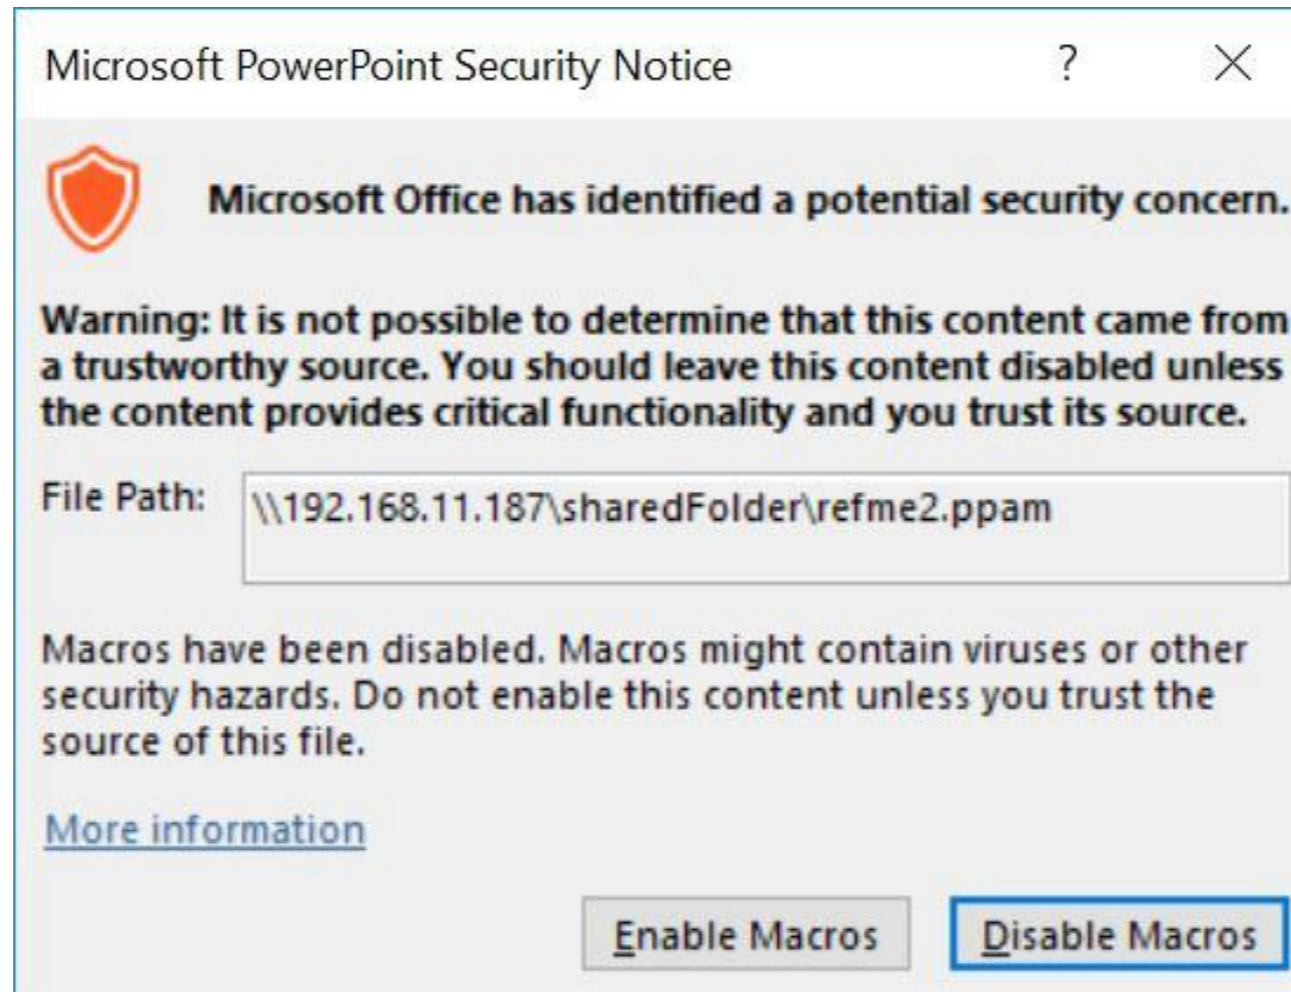 Microsoft PowerPoint Security Notice ?
Microsoft Office has identified a potential security concern.
Warning: It is not possible to determine that this content came from
a trustworthy source. You should leave this content disabled unless
the content provides critical functionality and you trust its source.
File Path: \\192.168.11.187\sharedFolder\refme2.ppam
Macros have been disabled. Macros might contain viruses or other
security hazards. Do not enable this content unless you trust the
source of this file.
More information
Enable Macros Disable Macros